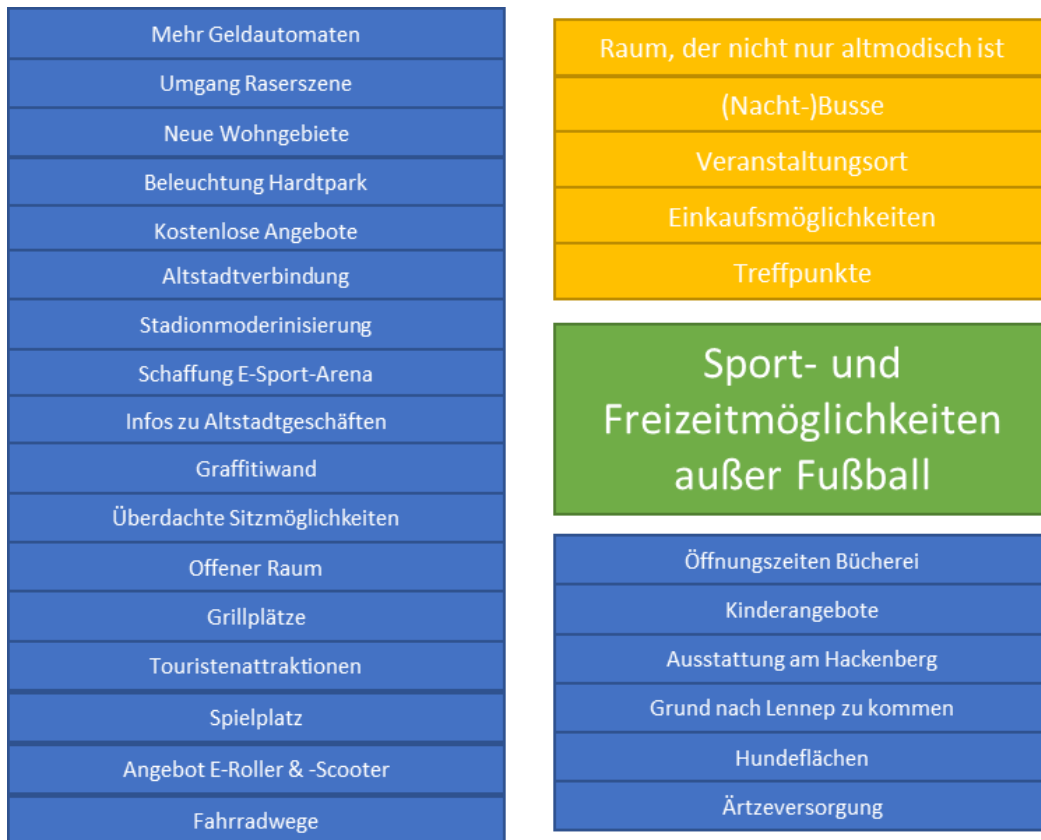 Mehr Geldautomaten
Umgang Raserszene
Neue Wohngebiete
Beleuchtung Hardtpark
Kostenlose Angebote
Altstadtverbindung
Stadionmoderinisierung
Schaffung E-Sport-Arena
Infos zu Altstadtgeschäften
Graffitiwand
Überdachte Sitzmöglichkeiten
Offener Raum
Grillplätze
Touristenattraktionen
Spielplatz
Angebot E-Roller & -Scooter
Fahrradwege
Raum, der nicht nur altmodisch ist
(Nacht-)Busse
Veranstaltungsort
Einkaufsmöglichkeiten
Treffpunkte
Sport- und
Freizeitmöglichkeiten
außer Fußball
Öffnungszeiten Bücherei
Kinderangebote
Ausstattung am Hackenberg
Grund nach Lennep zu kommen
Hundeflächen
Ärtzeversorgung